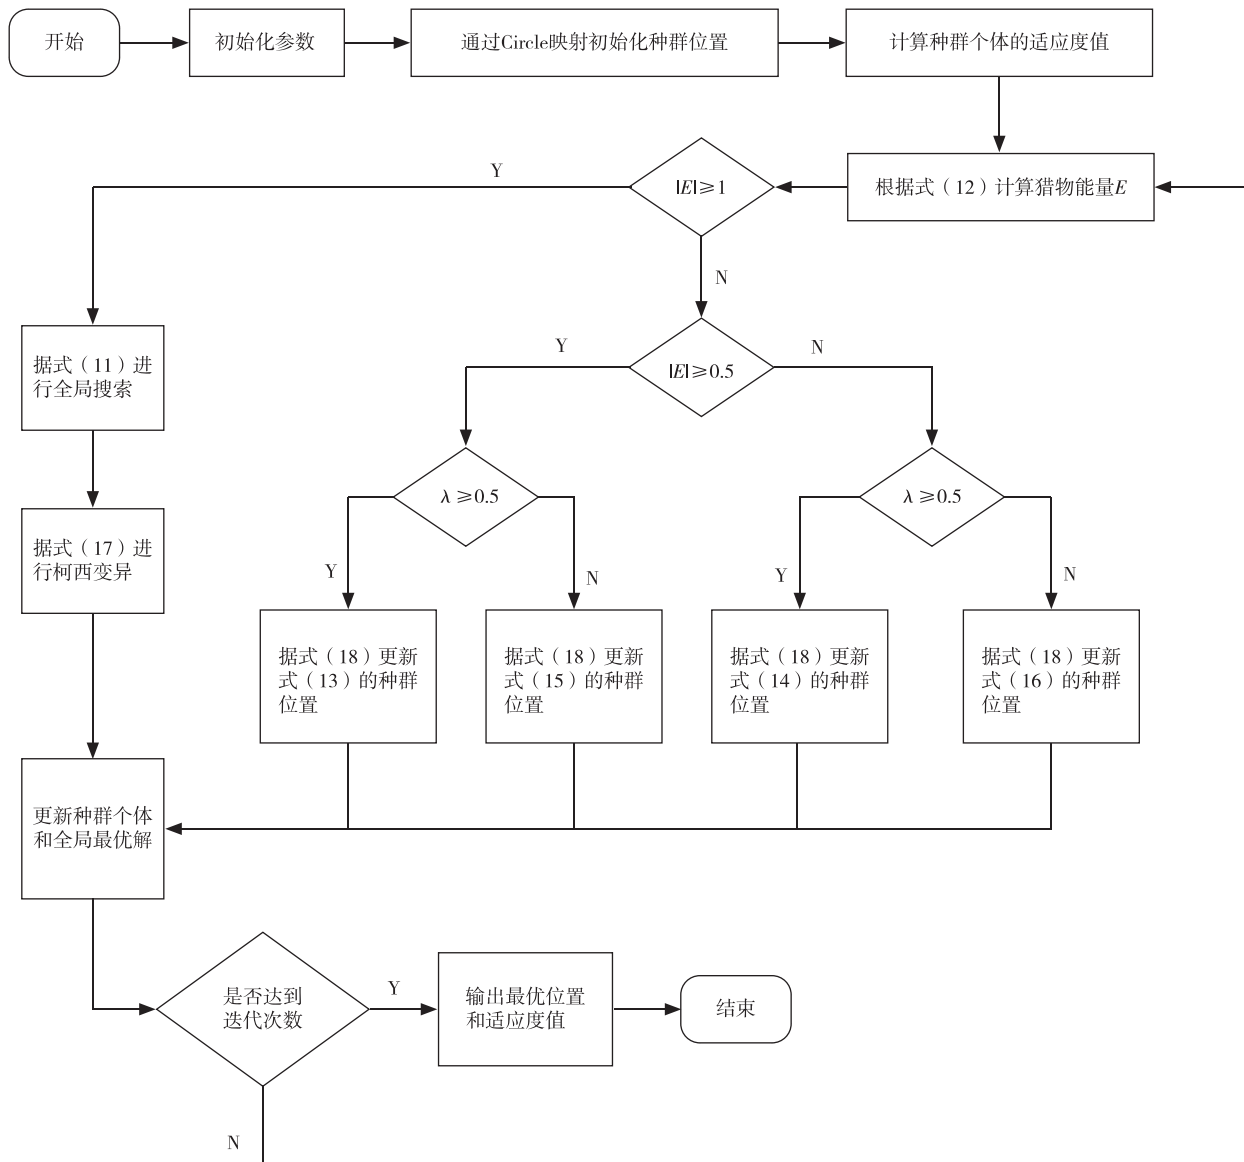 开始
初始化参数
通过Circle映射初始化种群位置
计算种群个体的适应度值
Y
|E|≥1
根据式（12）计算猎物能量E
N
据式（11）进
行全局搜索
Y
|E|≥0.5
N
λ≥0.5
λ≥0.5
据式（17）进
行柯西变异
Y
N
Y
N
据式（18）更新
式（13）的种群
位置
据式（18）更新
式（15）的种群
位置
据式（18）更新
式（14）的种群
位置
据式（18）更新
式（16）的种群
位置
更新种群个体
和全局最优解
是否达到
迭代次数
Y
输出最优位置
和适应度值
结束
N